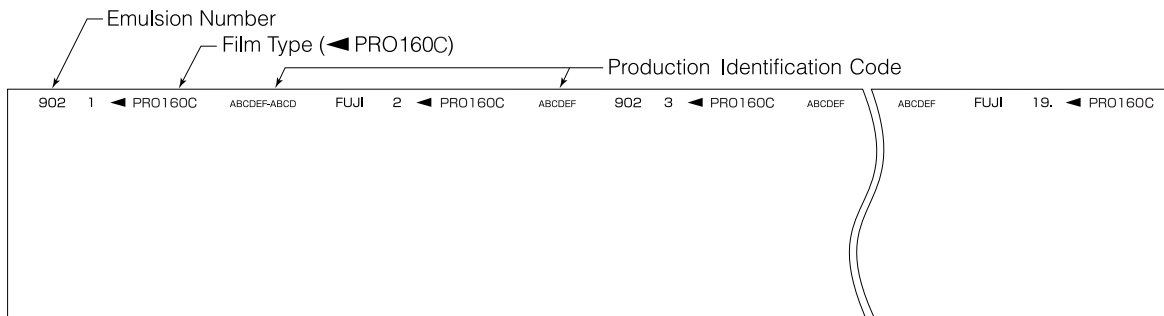 Emulsion Number
Film Type (◀ PRO160C)
Production Identification Code
902 1 ◀ PRO160C ABCDEF-ABCD FUJI 2 ◀ PRO160C ABCDEF 902 3 ◀ PRO160C ABCDEF ABCDEF FUJI 19. ◀ PRO160C